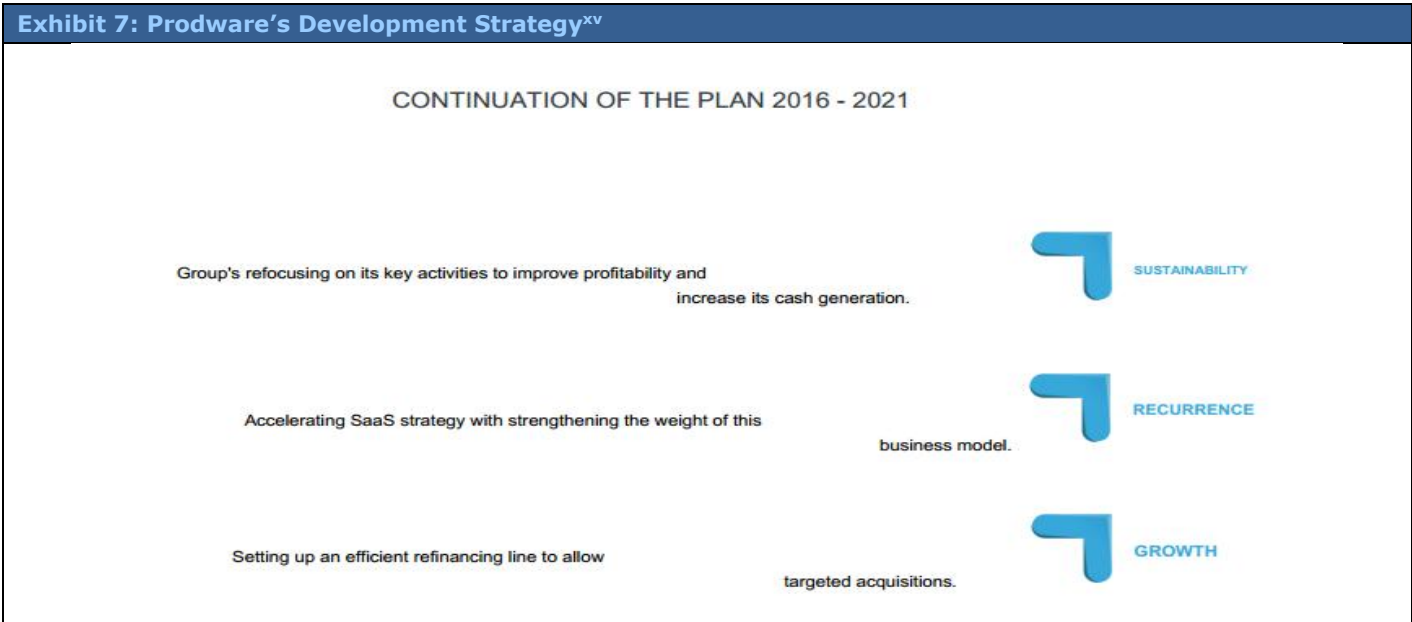 Exhibit 7: Prodware's Development Strategyxv
CONTINUATION OF THE PLAN 2016 - 2021
Group's refocusing on its key activities to improve profitability and
increase its cash generation.
SUSTAINABILITY
Accelerating SaaS strategy with strengthening the weight of this
business model.
RECURRENCE
Setting up an efficient refinancing line to allow
targeted acquisitions.
GROWTH